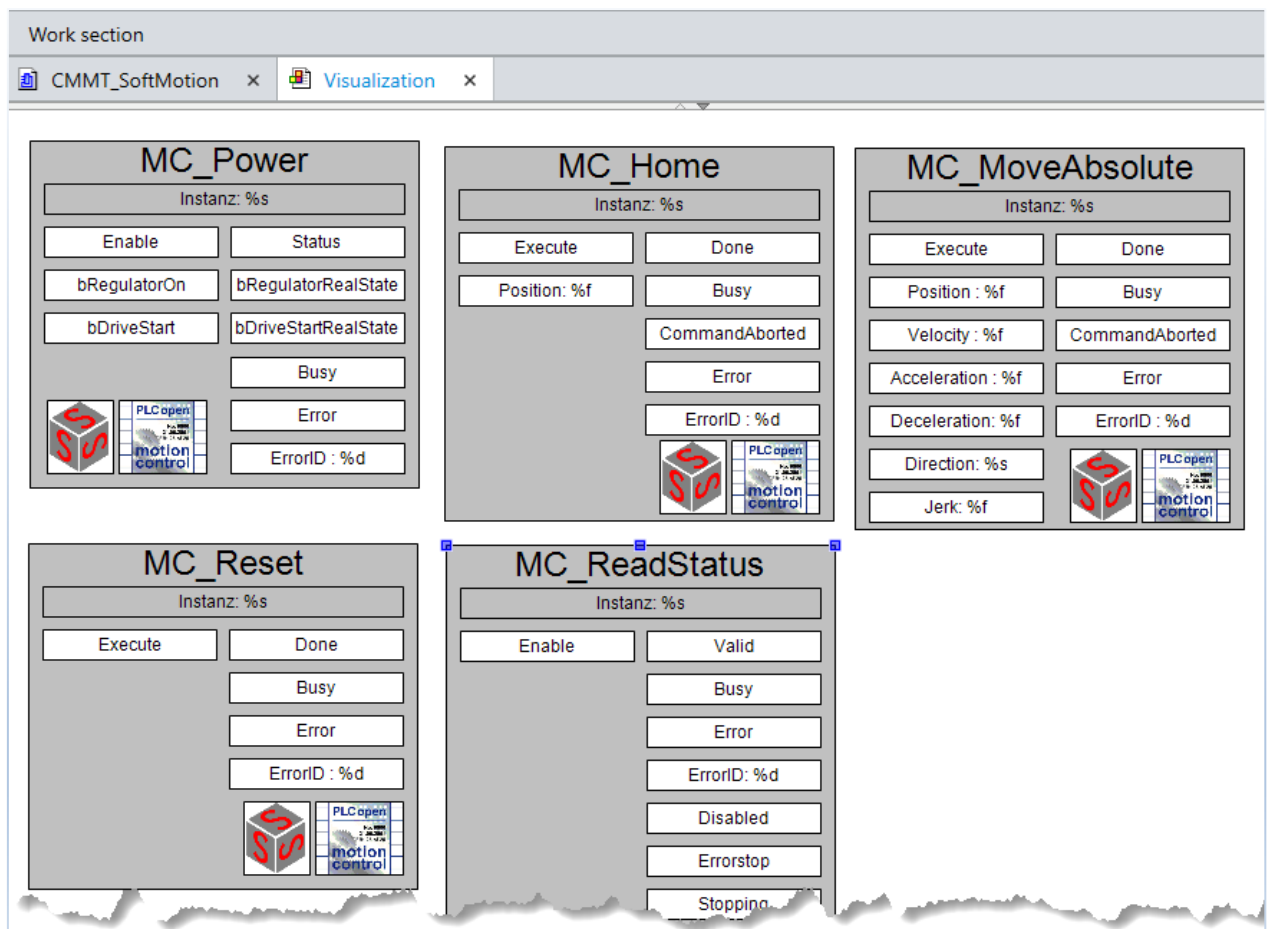 Work section
CMMT_SoftMotion
Visualization
MC_Power
Instanz: %s
Enable
Status
bRegulatorOn
bRegulatorRealState
bDriveStart
bDriveStartRealState
Busy
Error
ErrorID : %d
PLCopen
motion
control
MC_Home
Instanz: %s
Execute
Done
Position: %f
Busy
CommandAborted
Error
ErrorID : %d
PLCopen
motion
control
MC_MoveAbsolute
Instanz: %s
Execute
Done
Position : %f
Busy
Velocity : %f
CommandAborted
Acceleration : %f
Error
Deceleration: %f
ErrorID : %d
Direction: %s
Jerk: %f
PLCopen
motion
control
MC_Reset
Instanz: %s
Execute
Done
Busy
Error
ErrorID : %d
PLCopen
motion
control
MC_ReadStatus
Instanz: %s
Enable
Valid
Busy
Error
ErrorID: %d
Disabled
Errorstop
Stopping